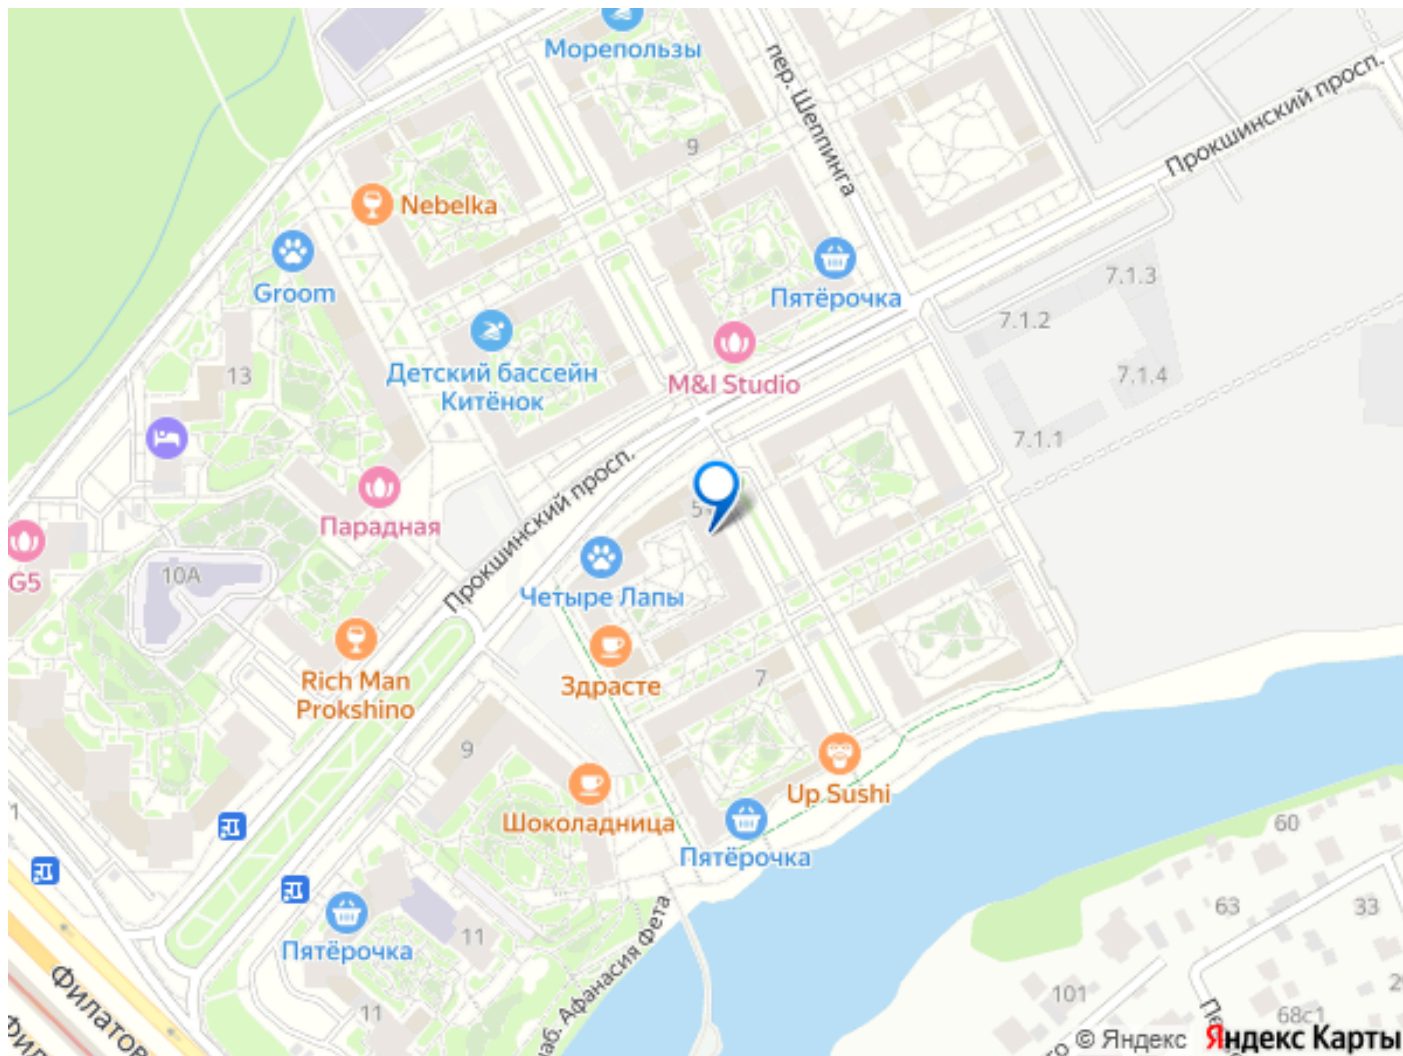 Морепользы
пер. Шеппинга
Прокшинский просп.
9
Nebelka
Groom
Пятёрочка
7.1.3
7.1.2
Детский бассейн
Китёнок
M&I Studio
13
7.1.4
7.1.1
Прокшинский просп.
Парадная
5
G5
10А
Четыре Лапы
Rich Man
Prokshino
Здрасте
7
9
Up Sushi
Шоколадница
Пятёрочка
1
60
63
33
Пятёрочка
11
11
наб. Афанасия Фета
101
68с1
© Яндекс
Яндекс Карты